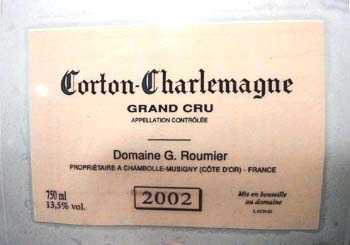 Corton-Charlemagne
GRAND CRU
APPELLATION CONTRÔLÉE
Domaine G. Roumier
PROPRIÉTAIRE A CHAMBOLLE-MUSIGNY (CÔTE D'OR) - FRANCE
750 ml
13,5% vol.
2002
Mis en bouteille
au domaine